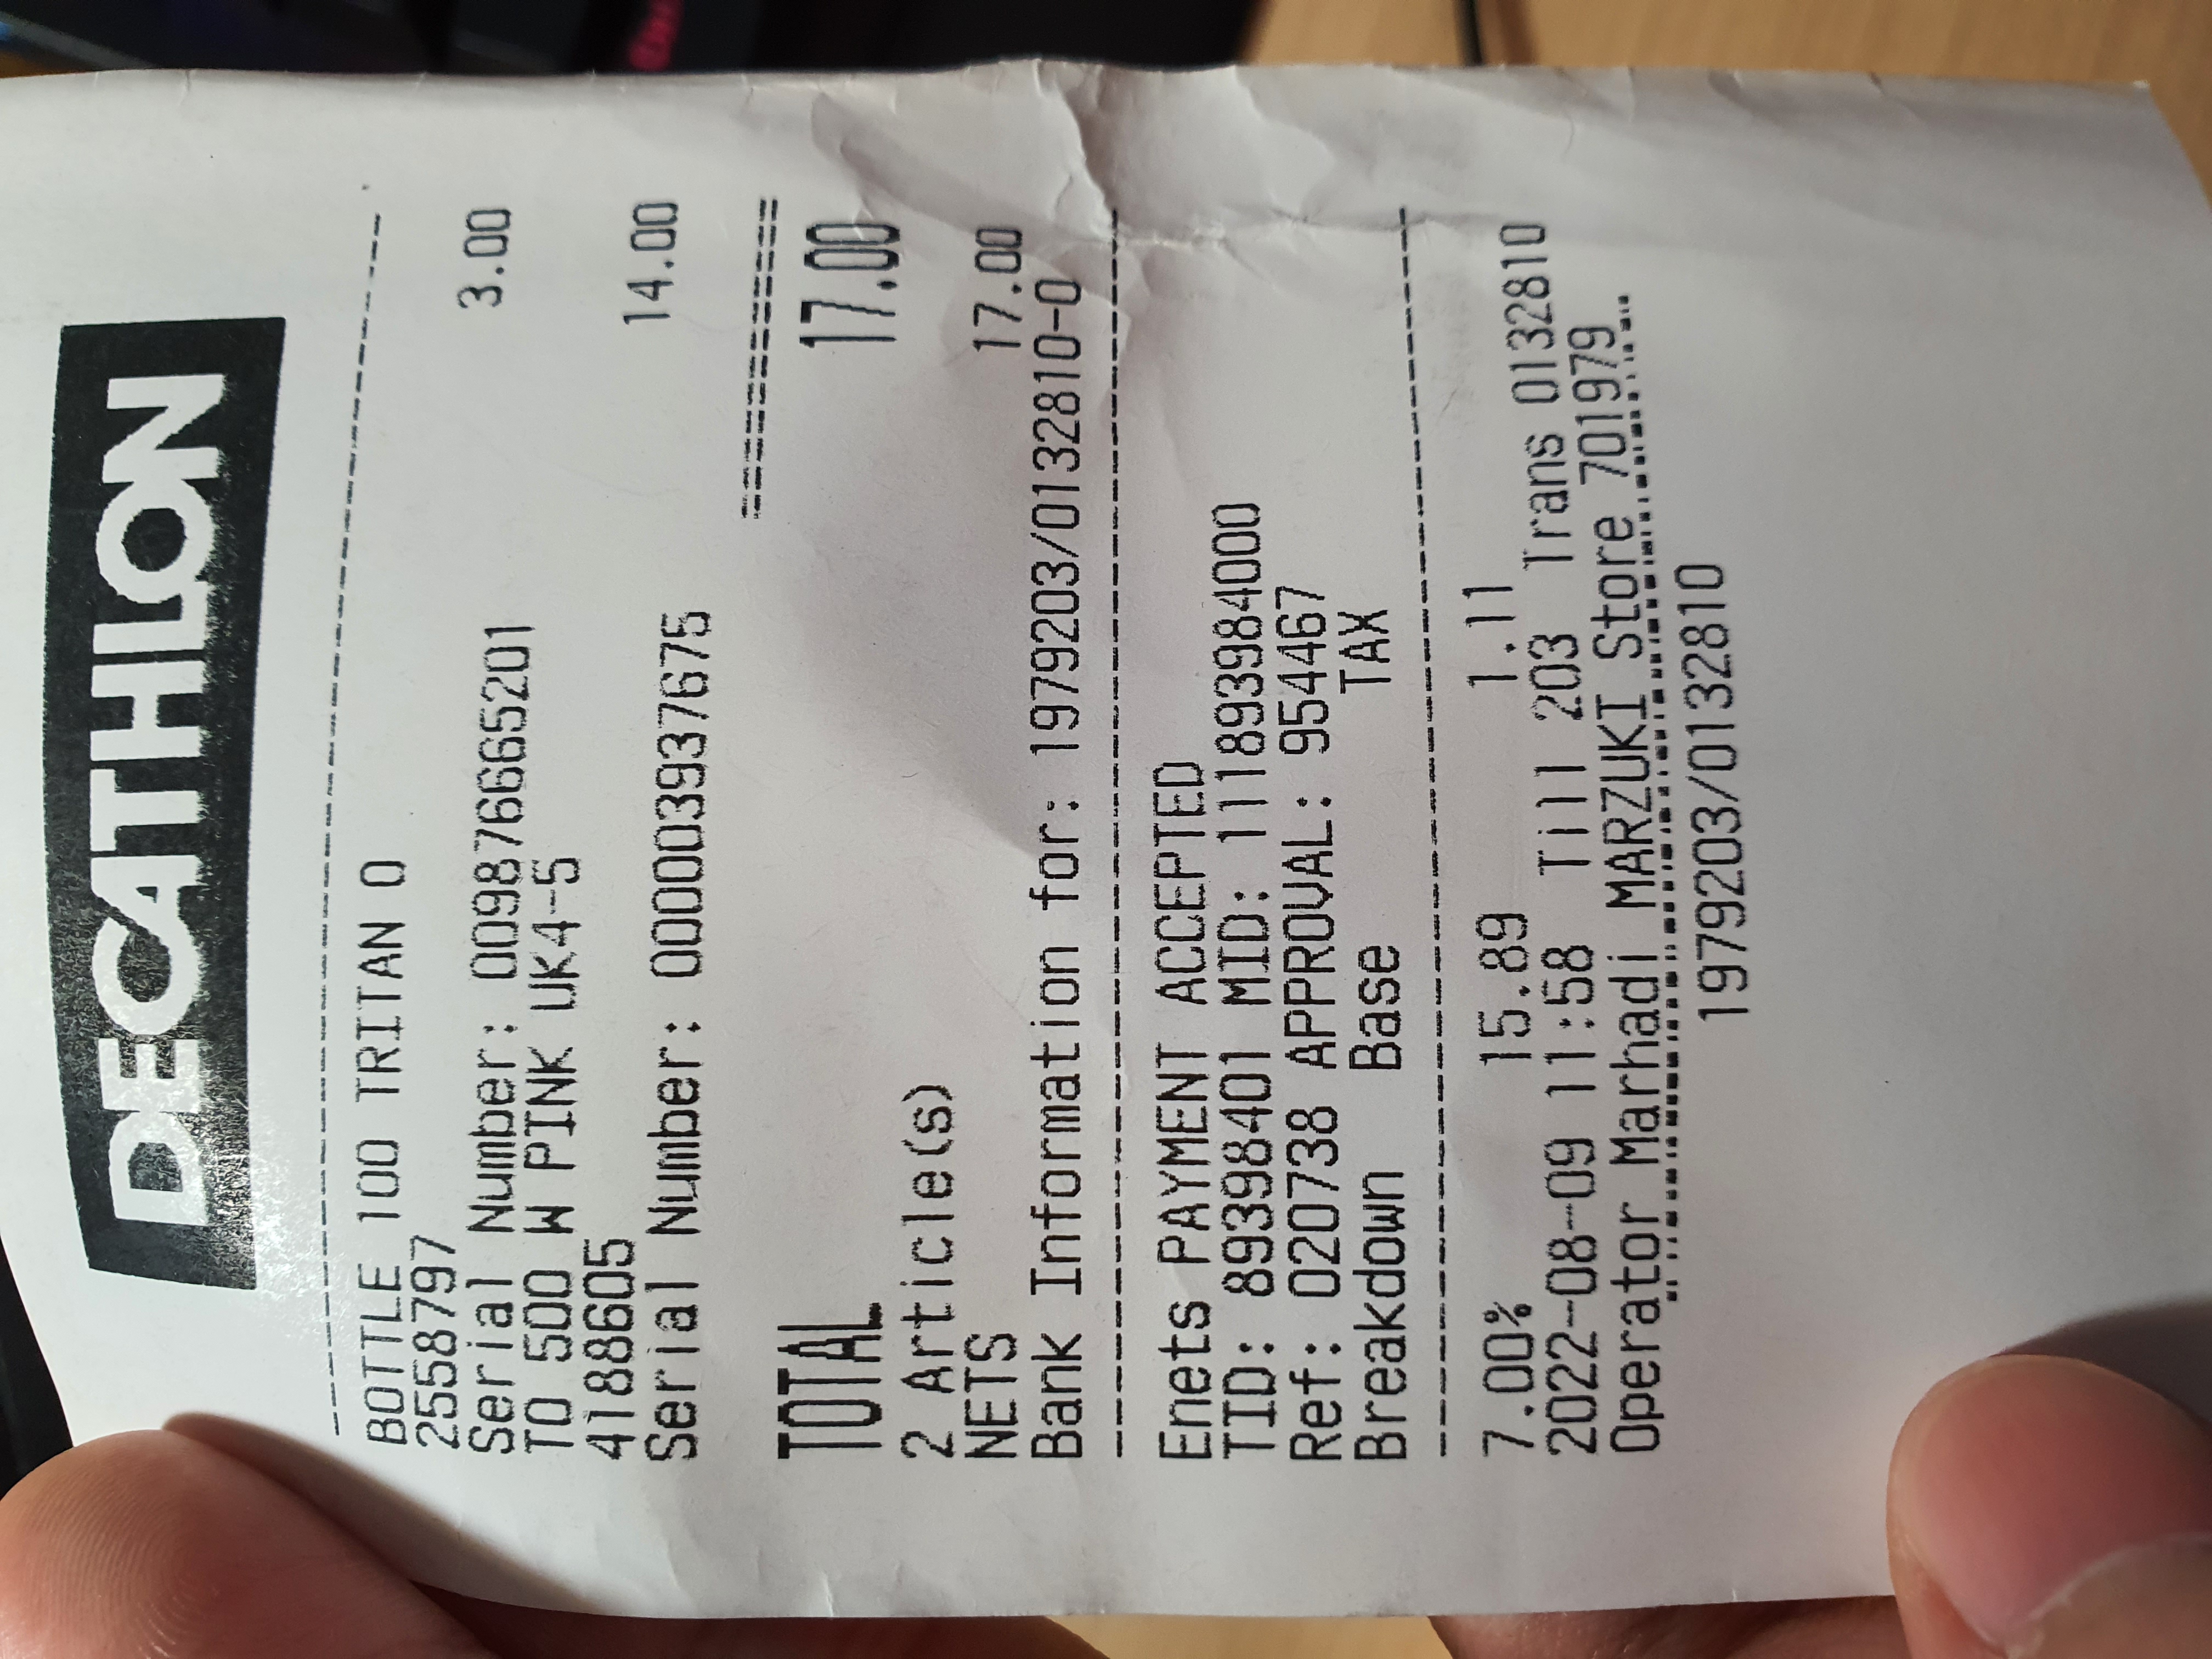 DECATHLON
BOTTLE 100 TRITAN 0
2558797
Serial Number: 009876665201 3.00
TO 500 W PINK UK4-5
4188605
Serial Number: 000003937675 14.00
TOTAL 17.00
2 Article(s)
NETS 17.00
Bank Information for: 1979203/0132810-0
Enets PAYMENT ACCEPTED
TID: 89398401 MID: 111893984000
Ref: 020738 APPROVAL: 954467
Breakdown Base TAX
7.00% 15.89 1.11
2022-08-09 11:58 Till 203 Trans 0132810
Operator Marhadi MARZUKI Store 701979
1979203/0132810